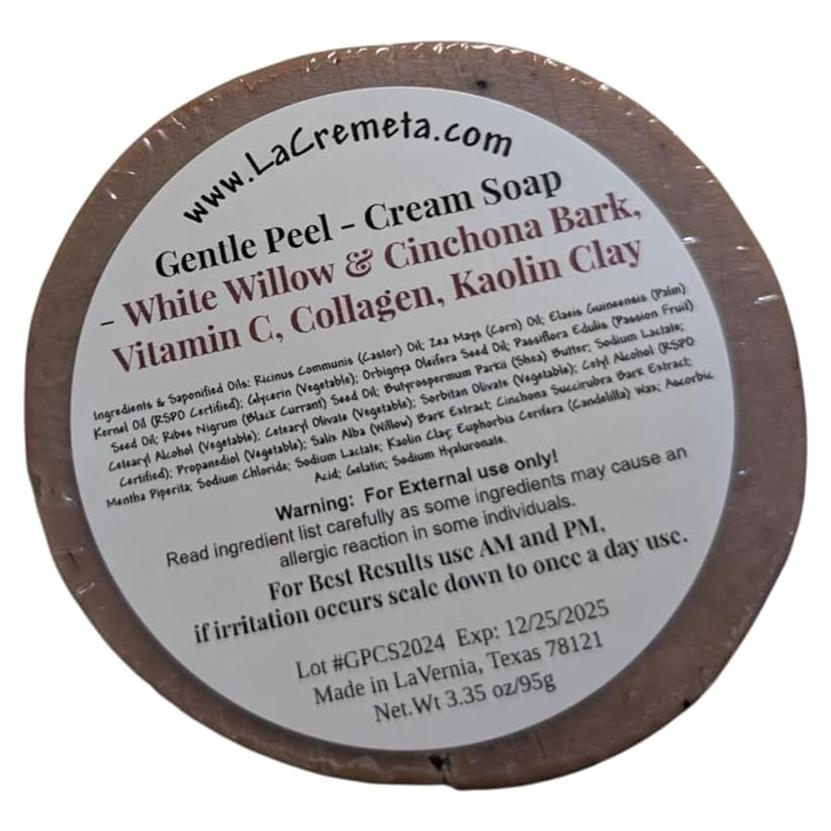 www.LaCremeta.com
Gentle Peel - Cream Soap
- White Willow & Cinchona Bark,
Vitamin C, Collagen, Kaolin Clay
Ingredients & Saponified Oils: Ricinus Communis (Castor) Oil; Zea Mays (Corn) Oil; Elaeis Guineensis (Palm)
Kernel Oil (RSPO Certified); Glycerin (Vegetable); Orbignya Oleifera Seed Oil; Passiflora Edulis (Passion Fruit)
Seed Oil; Ribes Nigrum (Black Currant) Seed Oil; Butyrospermum Parkii (Shea) Butter; Sodium Lactate;
Cetearyl Alcohol (Vegetable); Cetearyl Olivate (Vegetable); Sorbitan Olivate (Vegetable); Cetyl Alcohol (RSPO
Certified); Propanediol (Vegetable); Salix Alba (Willow) Bark Extract; Cinchona Succirubra Bark Extract;
Mentha Piperita; Sodium Chloride; Sodium Lactate; Kaolin Clay; Euphorbia Cerifera (Candelilla) Wax; Ascorbic
Acid; Gelatin; Sodium Hyaluronate.
Warning: For External use only!
Read ingredient list carefully as some ingredients may cause an
allergic reaction in some individuals.
For Best Results use AM and PM,
if irritation occurs scale down to once a day use.
Lot #GPCS2024 Exp: 12/25/2025
Made in LaVernia, Texas 78121
Net.Wt 3.35 oz/95g